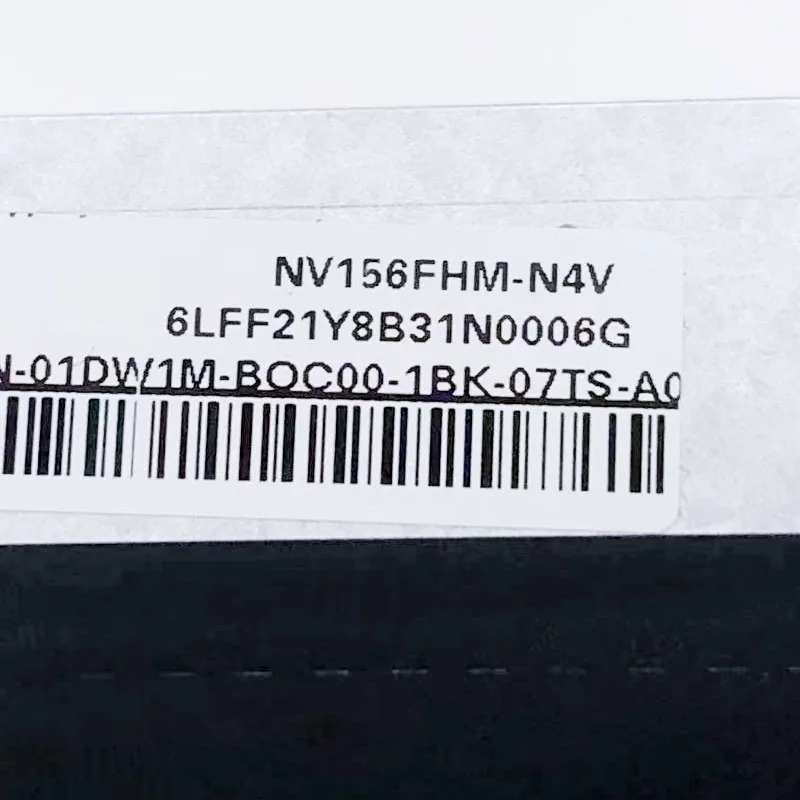 NV156FHM-N4V
6LFF21Y8B31N0006G
N-01DW1M-BOC00-1BK-07TS-A0